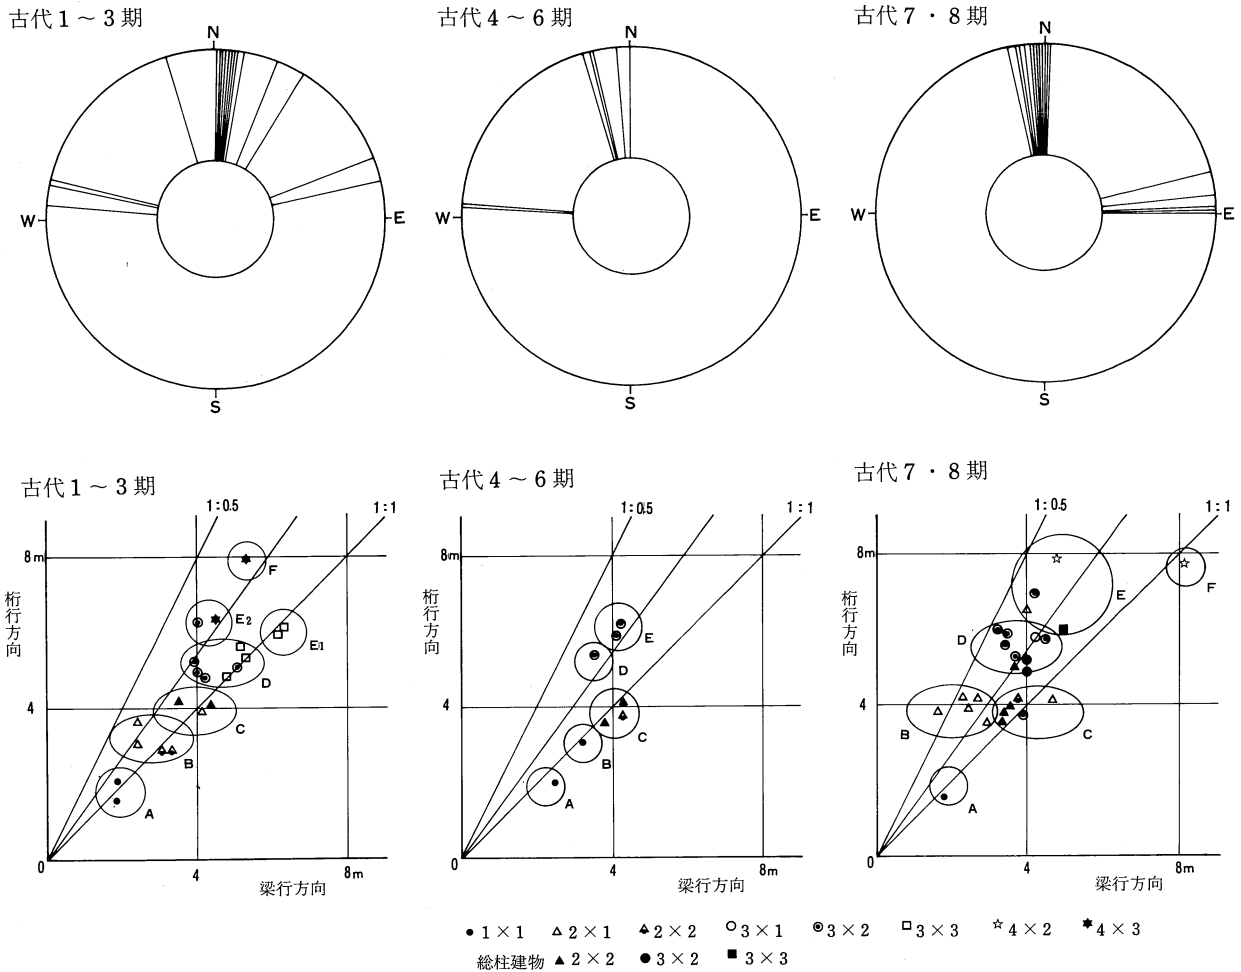 古代1～3期
古代4～6期
古代7・8期
N
W
E
S
N
W
E
S
N
W
E
S
古代1～3期
1:0.5
1:1
8m
桁行方向
F
E2
E1
D
C
B
A
0
4
8m
梁行方向
古代4～6期
1:0.5
1:1
8m
桁行方向
E
D
4
C
B
A
0
4
8m
梁行方向
古代7・8期
1:0.5
1:1
8m
桁行方向
E
F
D
4
B
C
A
0
4
8m
梁行方向
4
● 1×1 △ 2×1 2×2 ○ 3×1 ◉ 3×2 □ 3×3 ☆ 4×2 4×3
総柱建物 ▲ 2×2 ● 3×2 ■ 3×3